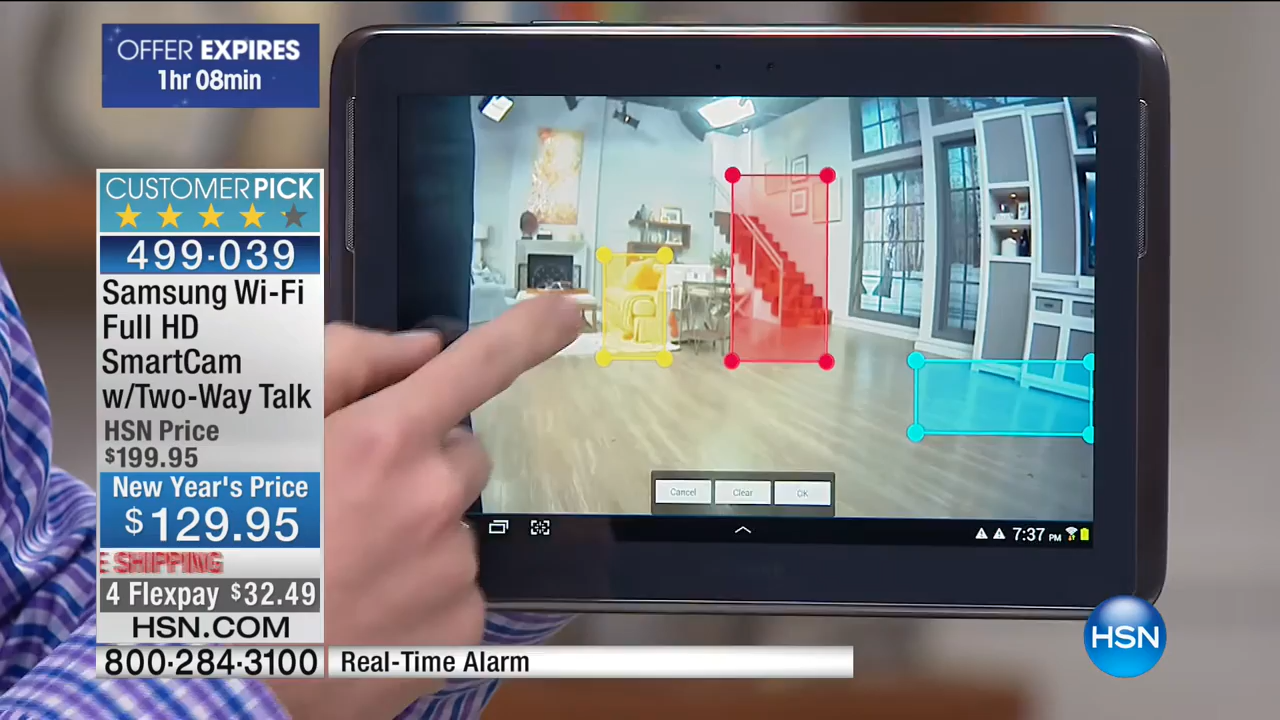 OFFER EXPIRES
1hr 08min
CUSTOMER PICK
499-039
Samsung Wi-Fi
Full HD
SmartCam
w/Two-Way Talk
HSN Price
$199.95
New Year's Price
$129.95
E SHIPPING
4 Flexpay $32.49
HSN.COM
800-284-3100
Real-Time Alarm
Cancel Clear OK
7:37 PM
HSN